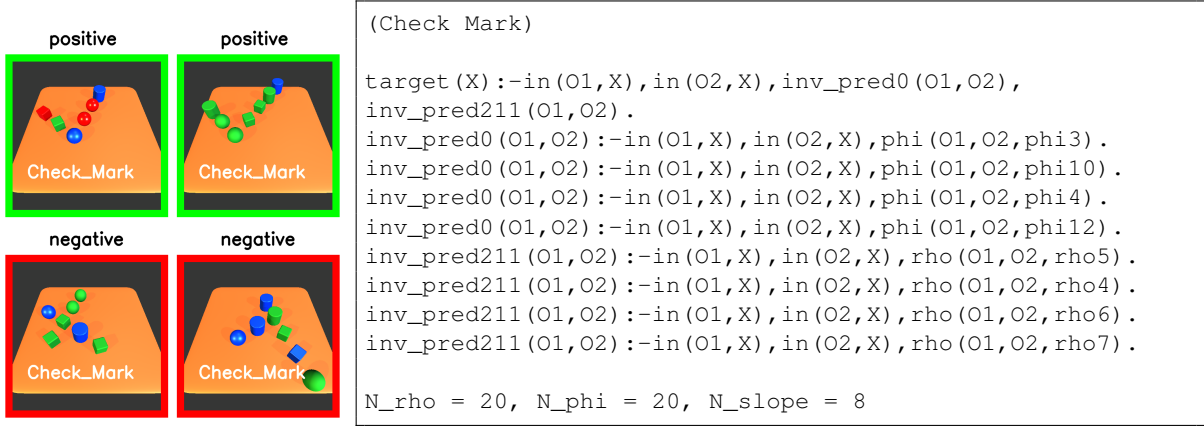 positive positive
Check_Mark Check_Mark
negative negative
Check_Mark Check_Mark
(Check Mark)
target(X):-in(O1,X),in(O2,X),inv_pred0(O1,O2),
inv_pred211(O1,O2).
inv_pred0(O1,O2):-in(O1,X),in(O2,X),phi(O1,O2,phi3).
inv_pred0(O1,O2):-in(O1,X),in(O2,X),phi(O1,O2,phi10).
inv_pred0(O1,O2):-in(O1,X),in(O2,X),phi(O1,O2,phi4).
inv_pred0(O1,O2):-in(O1,X),in(O2,X),phi(O1,O2,phi12).
inv_pred211(O1,O2):-in(O1,X),in(O2,X),rho(O1,O2,rho5).
inv_pred211(O1,O2):-in(O1,X),in(O2,X),rho(O1,O2,rho4).
inv_pred211(O1,O2):-in(O1,X),in(O2,X),rho(O1,O2,rho6).
inv_pred211(O1,O2):-in(O1,X),in(O2,X),rho(O1,O2,rho7).
N_rho = 20, N_phi = 20, N_slope = 8